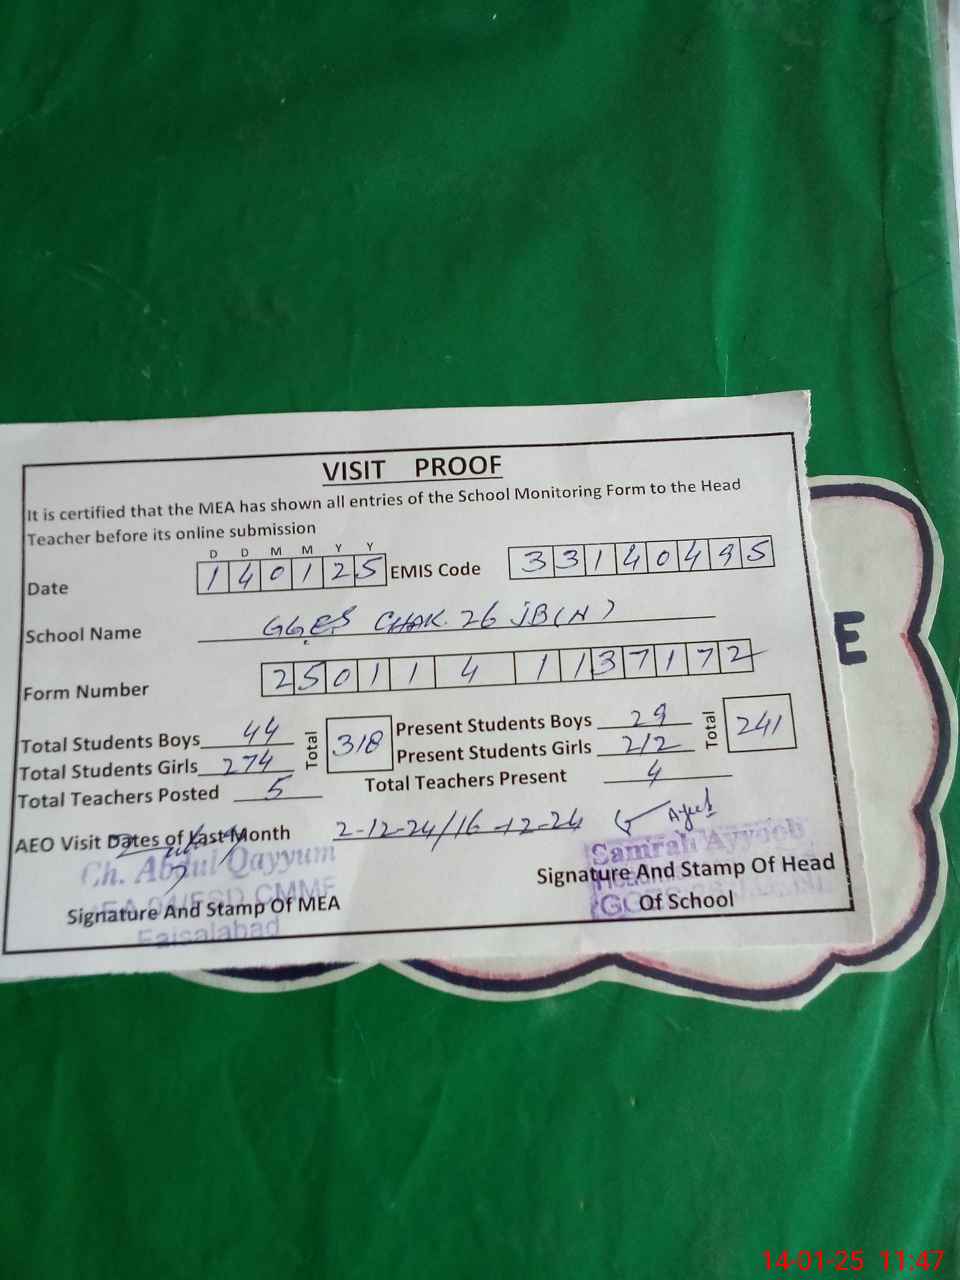 VISIT PROOF
It is certified that the MEA has shown all entries of the School Monitoring Form to the Head
Teacher before its online submission
D D M M Y Y
Date 1 4 0 1 2 5 EMIS Code 3 3 1 4 0 4 9 5
School Name GGES CHAK. 26 JB(N)
Form Number 2 5 0 1 1 4 1 1 3 7 1 7 2
Total Students Boys 44 Total 318 Present Students Boys 29 Total 241
Total Students Girls 274 Present Students Girls 212
Total Teachers Posted 5 Total Teachers Present 4
AEO Visit Dates of Last Month 2-12-24/16-12-24
Ch. Abdul Qayyum
Samrah Ayyoob
Signature And Stamp Of MEA
Faisalabad
Signature And Stamp Of Head
Of School
E
14-01-25 11:47